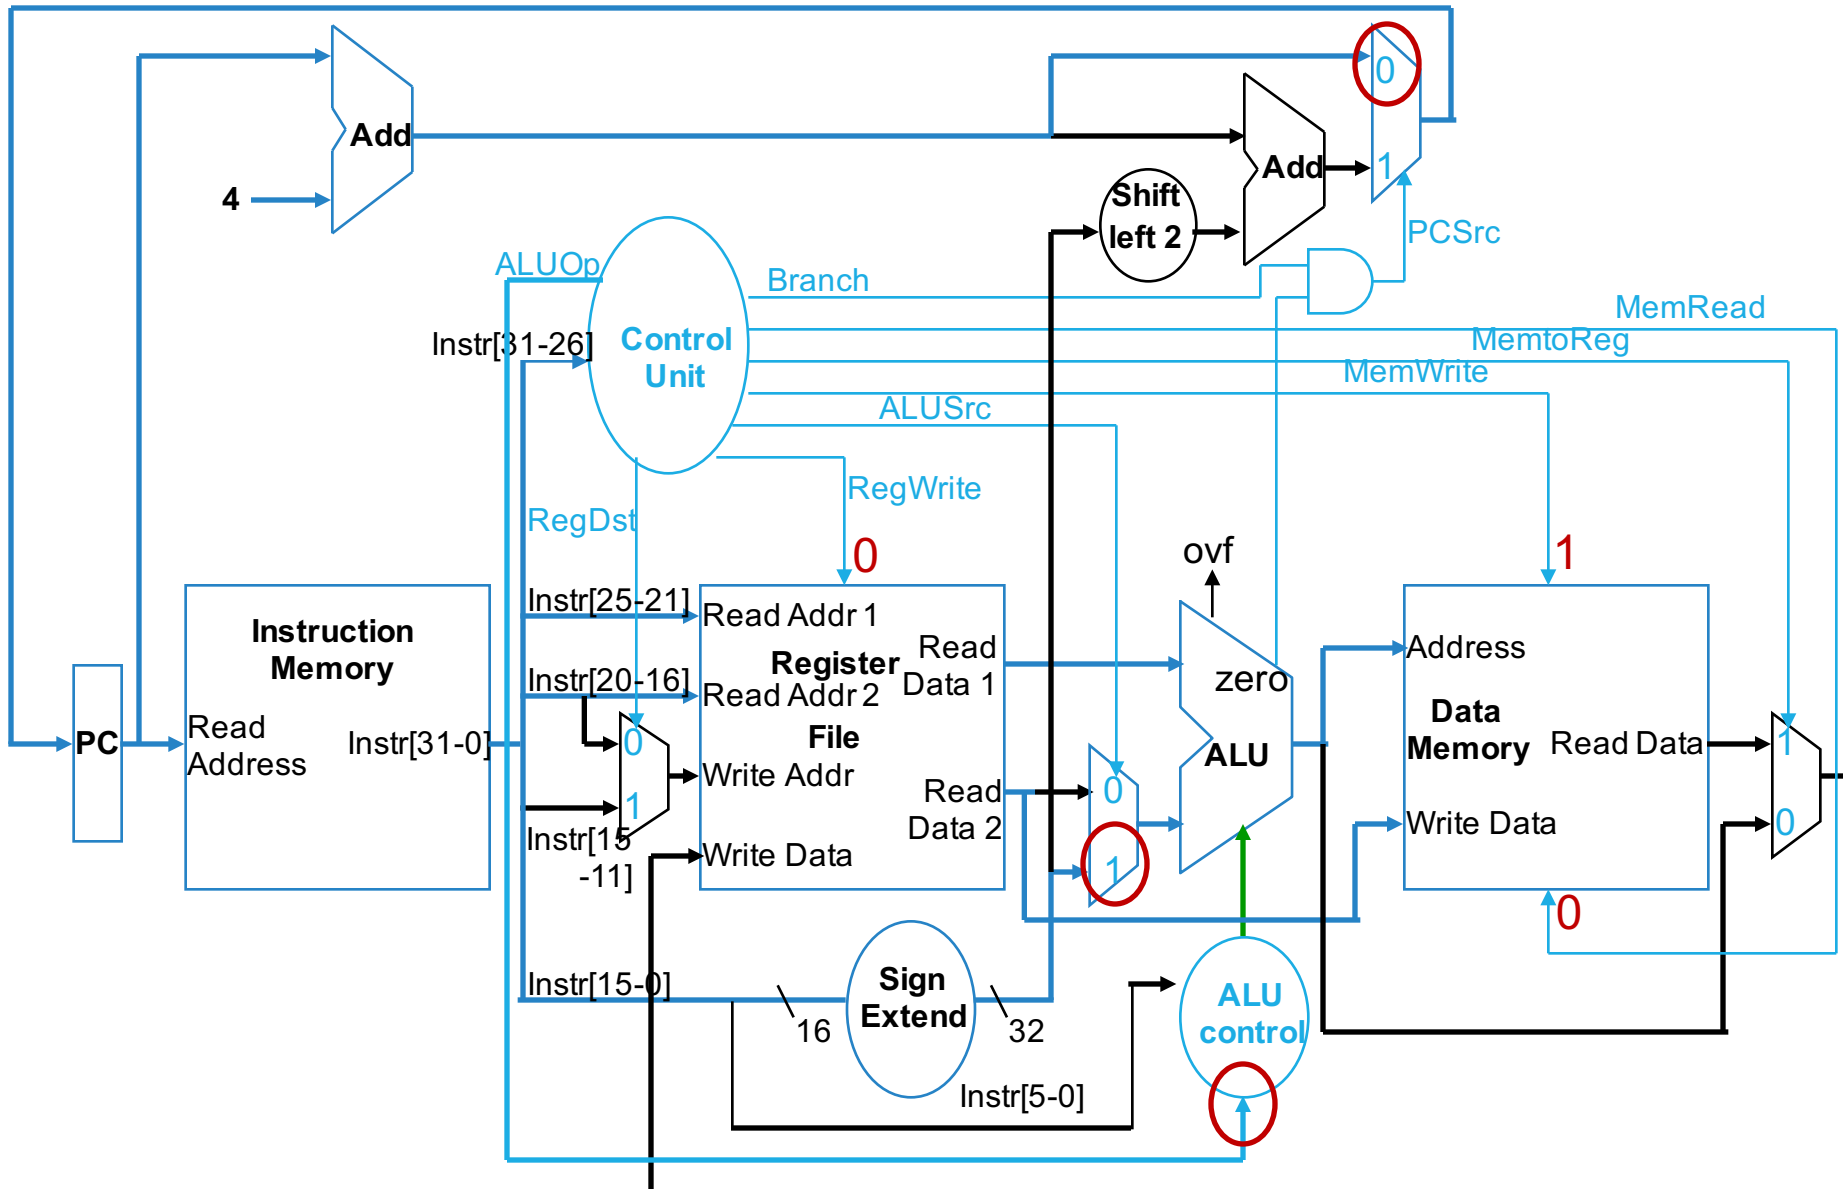 0
Add
Add
1
4
Shift
left 2
PCSrc
ALUOp
Branch
MemRead
Instr[31-26]
Control
Unit
MemtoReg
MemWrite
ALUSrc
RegWrite
RegDst
0
ovf
1
Instr[25-21]
Read Addr 1
Instruction
Memory
Register
File
Read
Data 1
Address
Instr[20-16]
Read Addr 2
zero
Data
Memory
PC
Read
Address
Instr[31-0]
0
Write Addr
ALU
Read Data
1
1
Read
Data 2
0
Write Data
0
Instr[15
-11]
Write Data
1
0
Instr[15-0]
Sign
Extend
16
32
ALU
control
Instr[5-0]